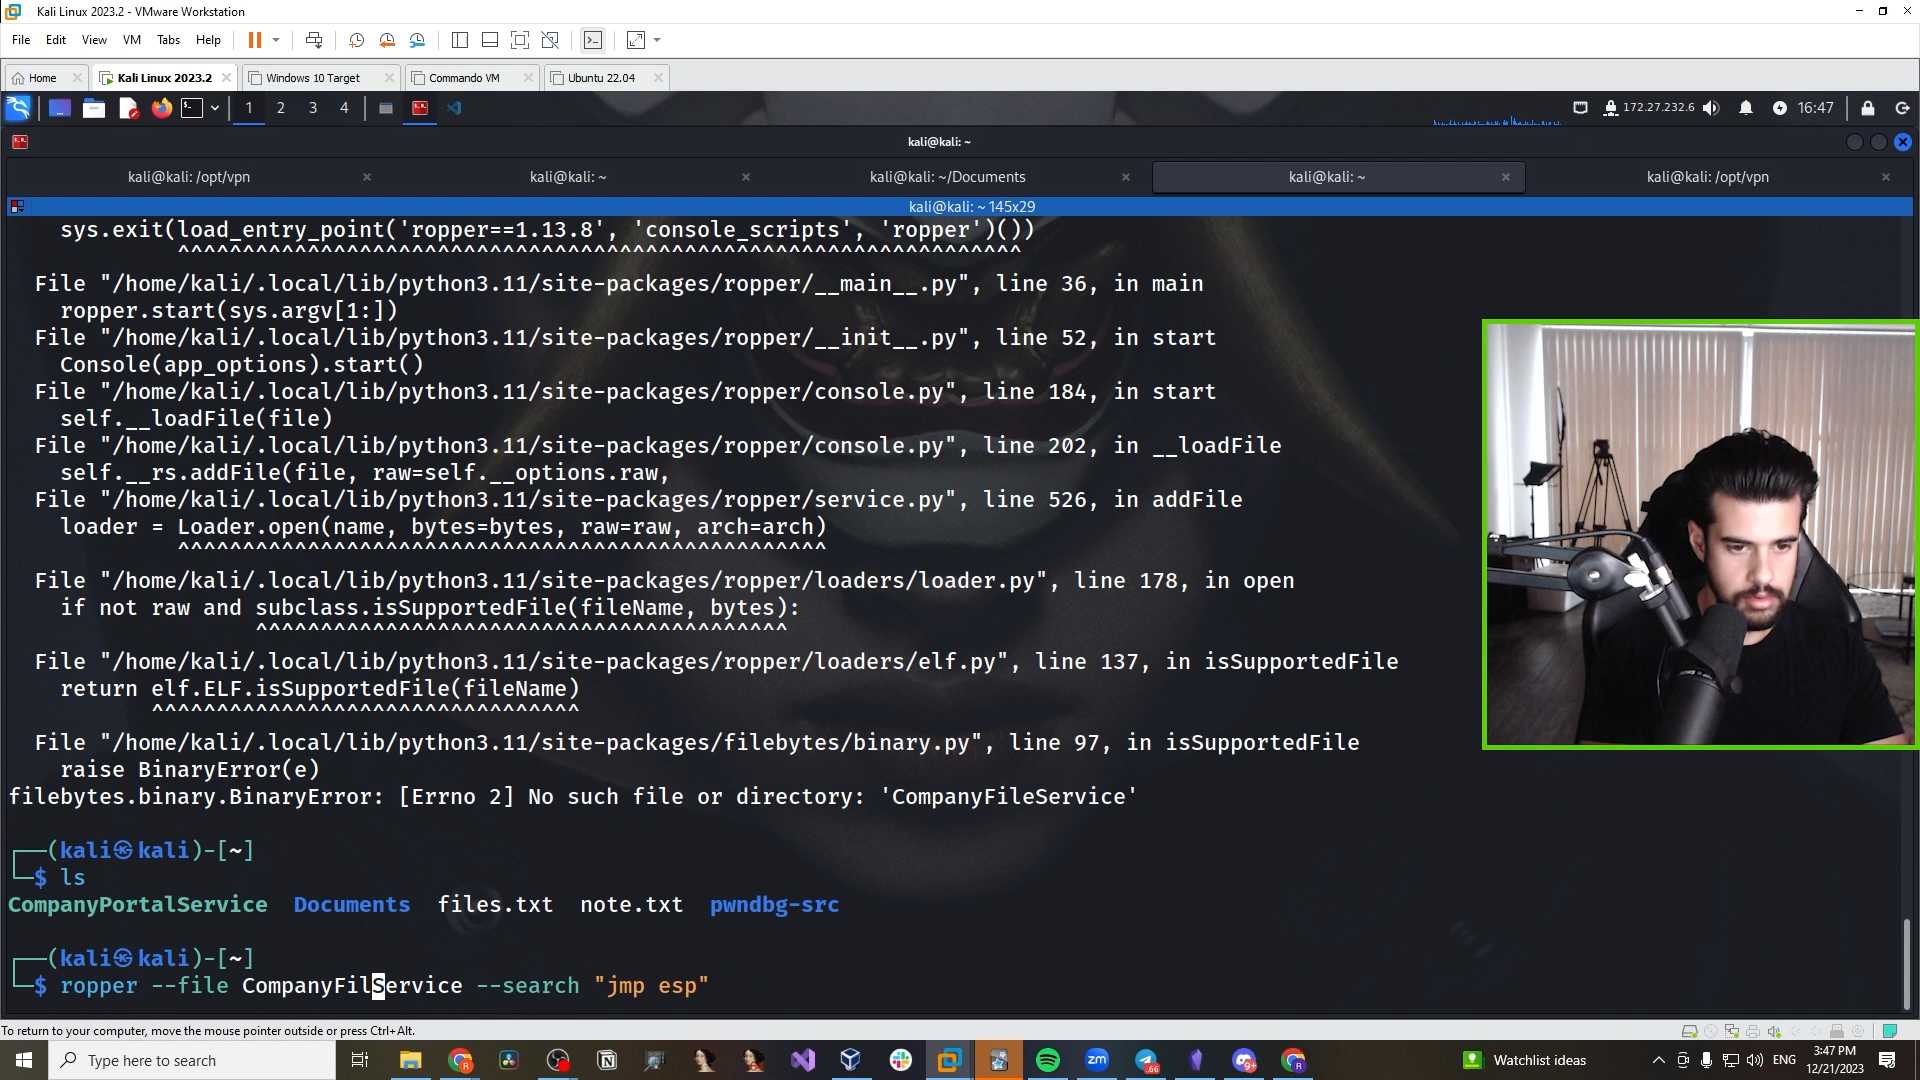 Kali Linux 2023.2 - VMware Workstation
File Edit View VM Tabs Help
Home Kali Linux 2023.2 Windows 10 Target Commando VM Ubuntu 22.04
1 2 3 4 172.27.232.6 16:47
kali@kali: ~
kali@kali: /opt/vpn kali@kali: ~ kali@kali: ~/Documents kali@kali: ~ kali@kali: /opt/vpn
kali@kali: ~ 145x29
sys.exit(load_entry_point('ropper==1.13.8', 'console_scripts', 'ropper')())
^^^^^^^^^^^^^^^^^^^^^^^^^^^^^^^^^^^^^^^^^^^^^^^^^^^^^^^^^^^^^^^^^
File "/home/kali/.local/lib/python3.11/site-packages/ropper/__main__.py", line 36, in main
ropper.start(sys.argv[1:])
File "/home/kali/.local/lib/python3.11/site-packages/ropper/__init__.py", line 52, in start
Console(app_options).start()
File "/home/kali/.local/lib/python3.11/site-packages/ropper/console.py", line 184, in start
self.__loadFile(file)
File "/home/kali/.local/lib/python3.11/site-packages/ropper/console.py", line 202, in __loadFile
self.__rs.addFile(file, raw=self.__options.raw,
File "/home/kali/.local/lib/python3.11/site-packages/ropper/service.py", line 526, in addFile
loader = Loader.open(name, bytes=bytes, raw=raw, arch=arch)
^^^^^^^^^^^^^^^^^^^^^^^^^^^^^^^^^^^^^^^^^^^^^^^^^^
File "/home/kali/.local/lib/python3.11/site-packages/ropper/loaders/loader.py", line 178, in open
if not raw and subclass.isSupportedFile(fileName, bytes):
^^^^^^^^^^^^^^^^^^^^^^^^^^^^^^^^^^^^^^^^^
File "/home/kali/.local/lib/python3.11/site-packages/ropper/loaders/elf.py", line 137, in isSupportedFile
return elf.ELF.isSupportedFile(fileName)
^^^^^^^^^^^^^^^^^^^^^^^^^^^^^^^^^
File "/home/kali/.local/lib/python3.11/site-packages/filebytes/binary.py", line 97, in isSupportedFile
raise BinaryError(e)
filebytes.binary.BinaryError: [Errno 2] No such file or directory: 'CompanyFileService'
┌──(kali㉿kali)-[~]
└─$ ls
CompanyPortalService Documents files.txt note.txt pwndbg-src
┌──(kali㉿kali)-[~]
└─$ ropper --file CompanyFilService --search "jmp esp"
To return to your computer, move the mouse pointer outside or press Ctrl+Alt.
Type here to search
Watchlist ideas
ENG
3:47 PM
12/21/2023